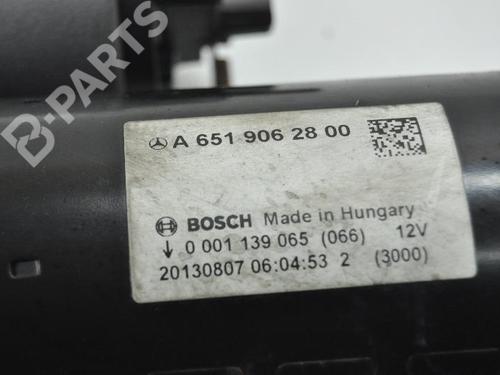 B-PARTS
A 651 906 28 00
BOSCH Made in Hungary
0 001 139 065 (066) 12V
20130807 06:04:53 2 (3000)